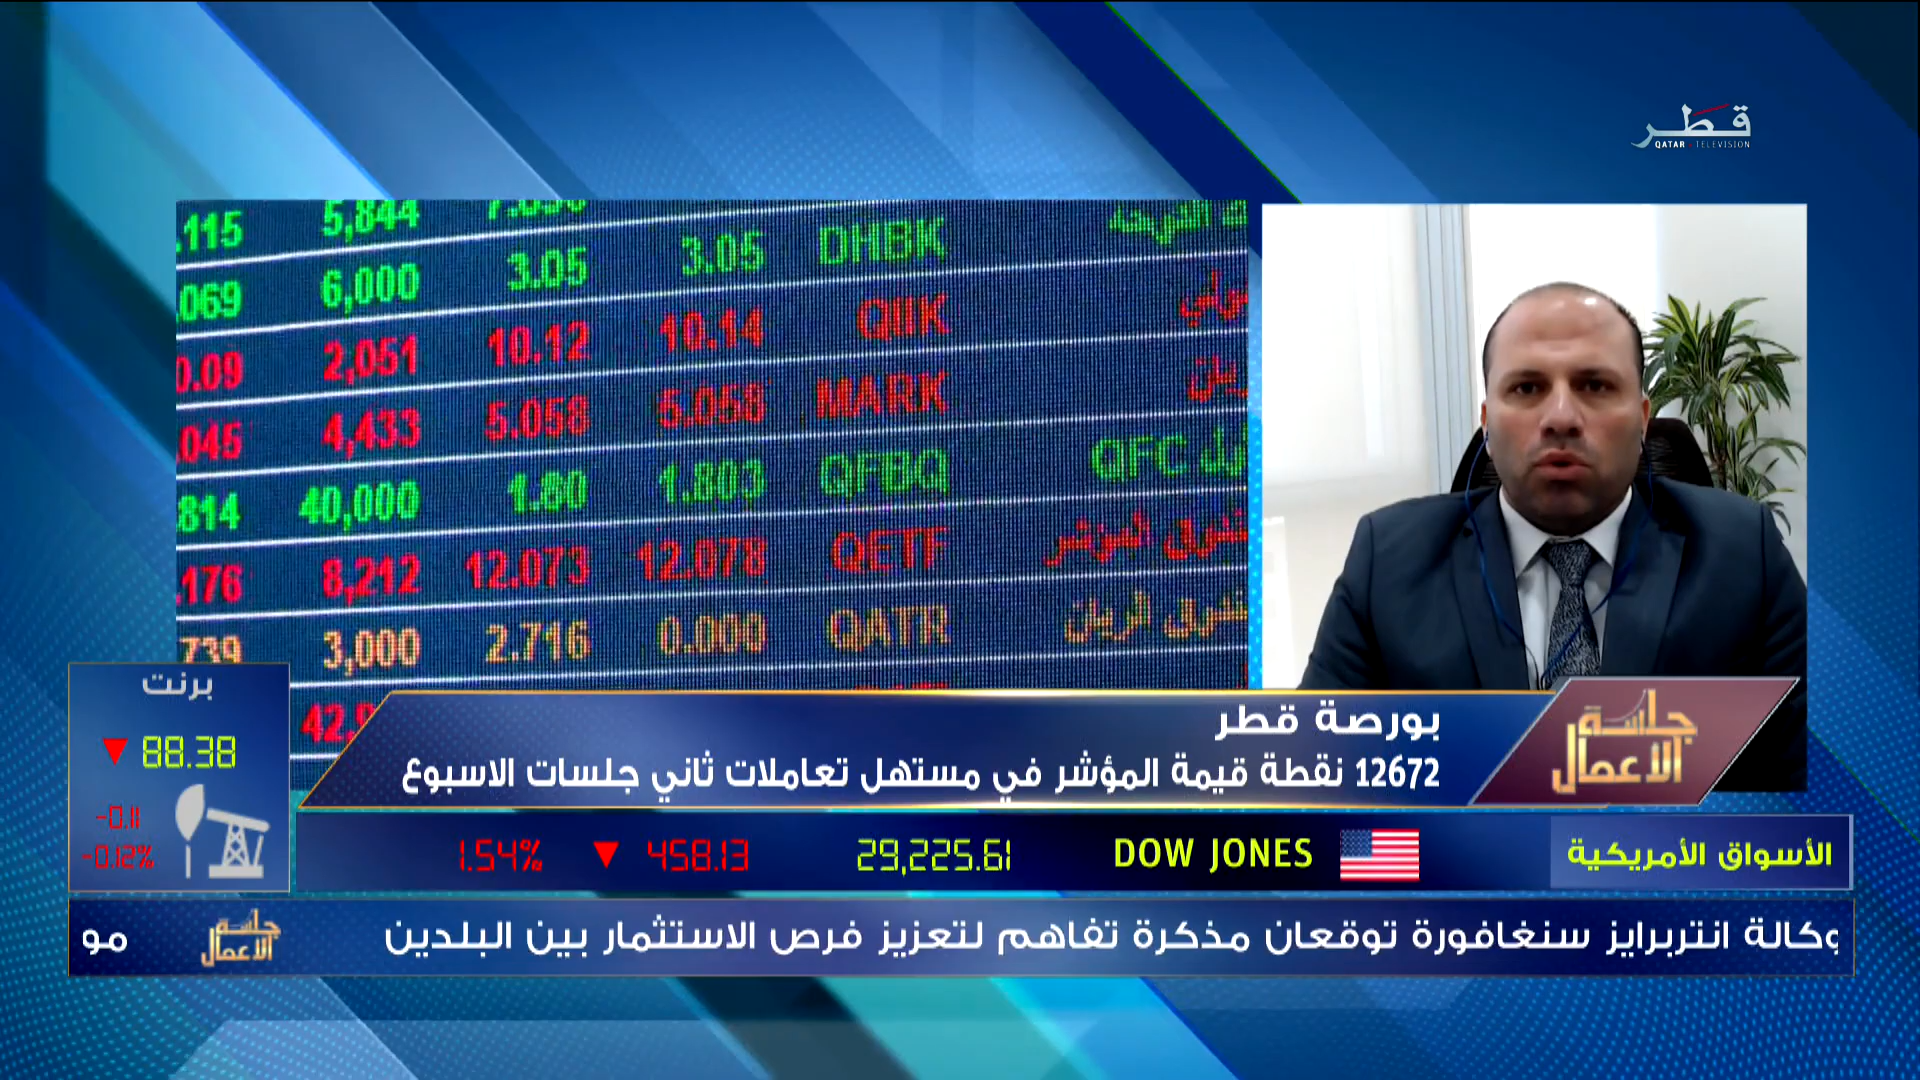 قطر
QATAR TELEVISION
.115 5,844
.069 6,000 3.05 3.05 DHBK
0.09 2,051 10.12 10.14 QIIK
.045 4,433 5.058 5.058 MARK
.814 40,000 1.80 1.803 QFBQ QFC
.176 8,212 12.073 12.078 QETF
739 3,000 2.716 0.000 QATR
بورصة قطر
12672 نقطة قيمة المؤشر في مستهل تعاملات ثاني جلسات الاسبوع
جلسة الأعمال
برنت
88.38
-0.11
-0.12%
الأسواق الأمريكية
DOW JONES 29,225.61 458.13 1.54%
وكالة انتربرايز سنغافورة توقعان مذكرة تفاهم لتعزيز فرص الاستثمار بين البلدين
جلسة الأعمال
مو